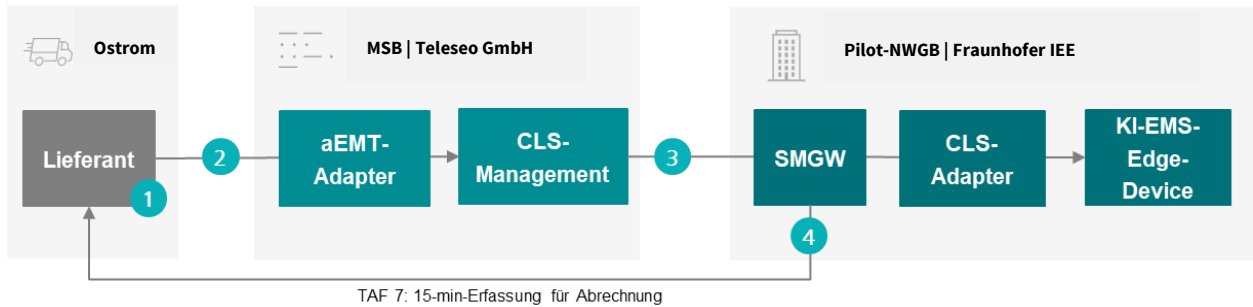 Ostrom
MSB | Teleseo GmbH
Pilot-NWGB | Fraunhofer IEE
Lieferant
1
2
aEMT-
Adapter
CLS-
Management
3
SMGW
4
CLS-
Adapter
KI-EMS-
Edge-
Device
TAF 7: 15-min-Erfassung für Abrechnung